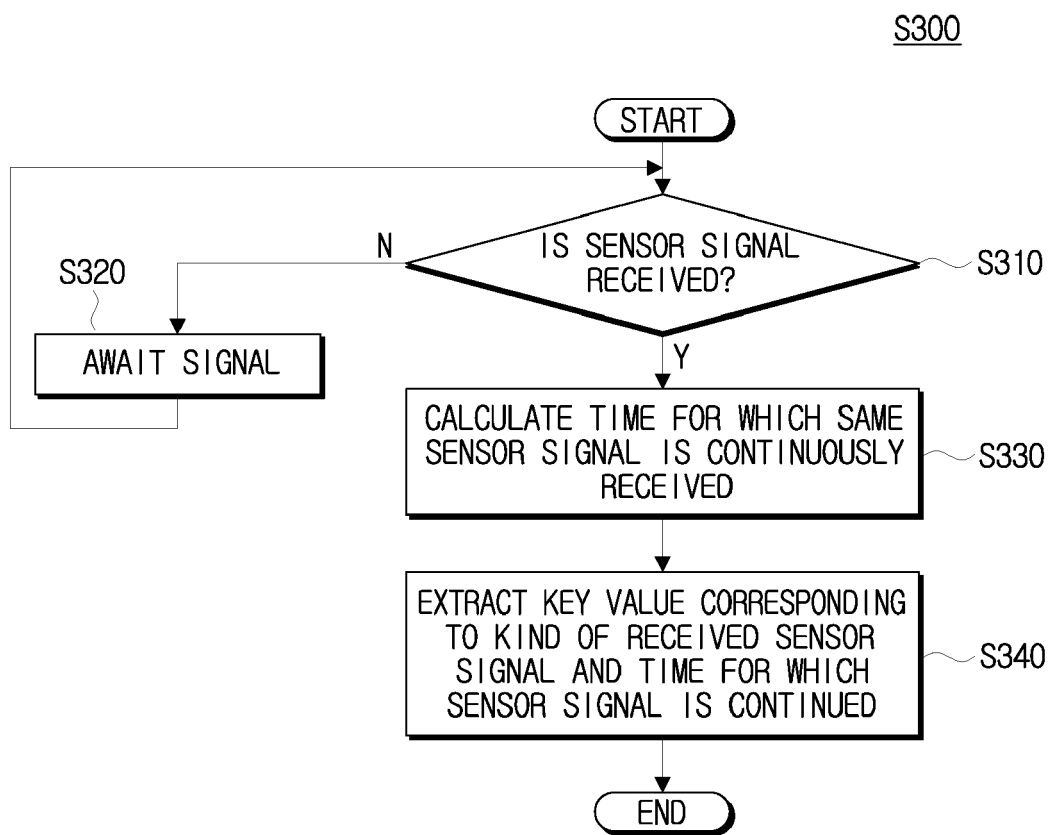 S300
START
N
IS SENSOR SIGNAL
RECEIVED?
S310
S320
AWAIT SIGNAL
Y
CALCULATE TIME FOR WHICH SAME
SENSOR SIGNAL IS CONTINUOUSLY
RECEIVED
S330
EXTRACT KEY VALUE CORRESPONDING
TO KIND OF RECEIVED SENSOR
SIGNAL AND TIME FOR WHICH
SENSOR SIGNAL IS CONTINUED
S340
END